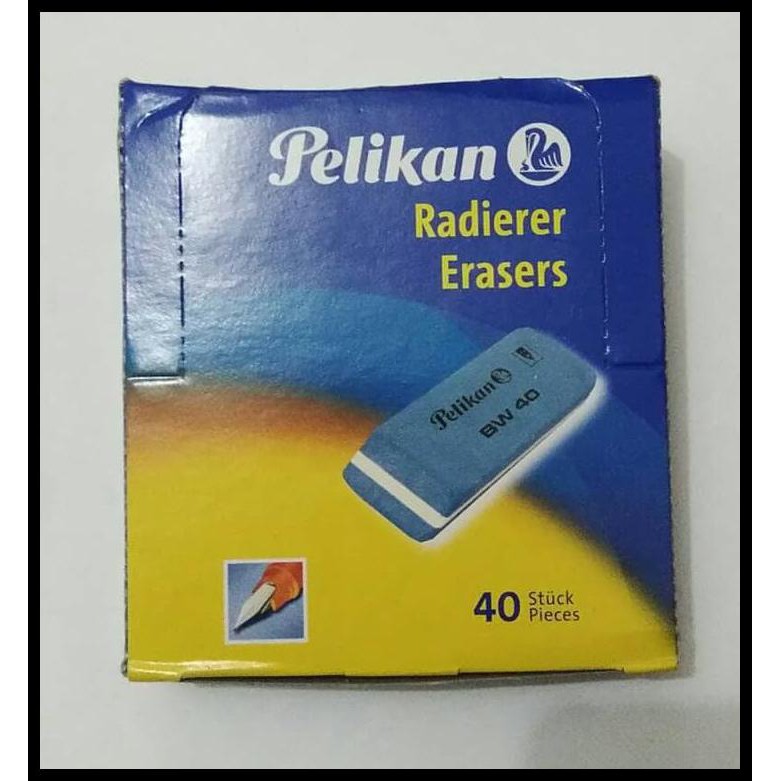 Pelikan
Radierer
Erasers
Pelikan
BW 40
40 Stück
Pieces